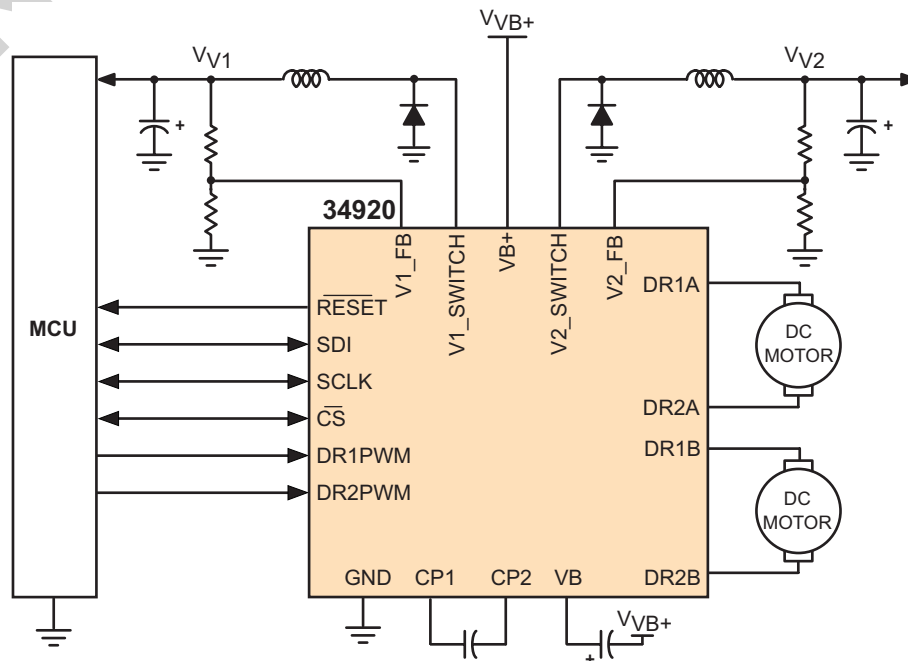 VVB+
VV1
VV2
+
+
34920
V1_FB
V1_SWITCH
VB+
V2_SWITCH
V2_FB
MCU
RESET
SDI
SCLK
CS
DR1PWM
DR2PWM
DR1A
DC
MOTOR
DR2A
DR1B
DC
MOTOR
DR2B
GND
CP1
CP2
VB
VVB+
+